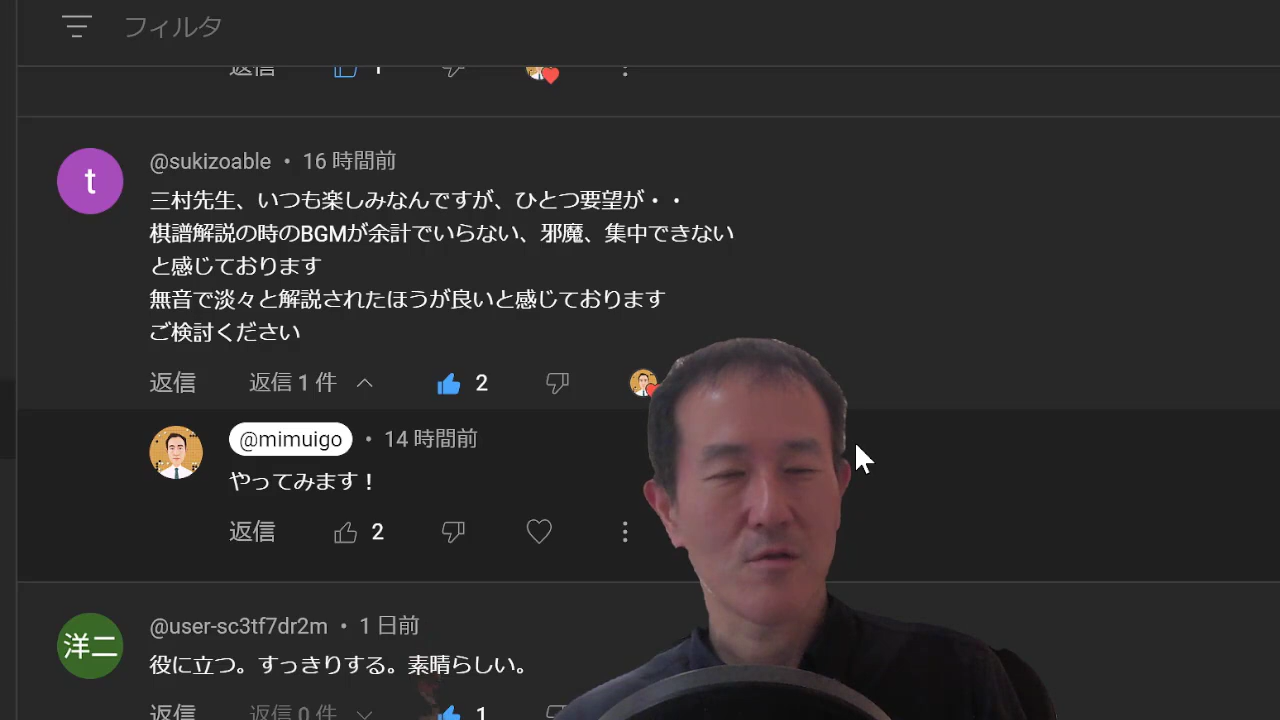 フィルタ
返信 1
@sukizoable • 16 時間前
三村先生、いつも楽しみなんですが、ひとつ要望が・・
棋譜解説の時のBGMが余計でいらない、邪魔、集中できない
と感じております
無音で淡々と解説されたほうが良いと感じております
ご検討ください
返信 返信 1 件 2
t
@mimuigo • 14 時間前
やってみます！
返信 2
洋二
@user-sc3tf7dr2m • 1 日前
役に立つ。すっきりする。素晴らしい。
返信 返信 0 件 1